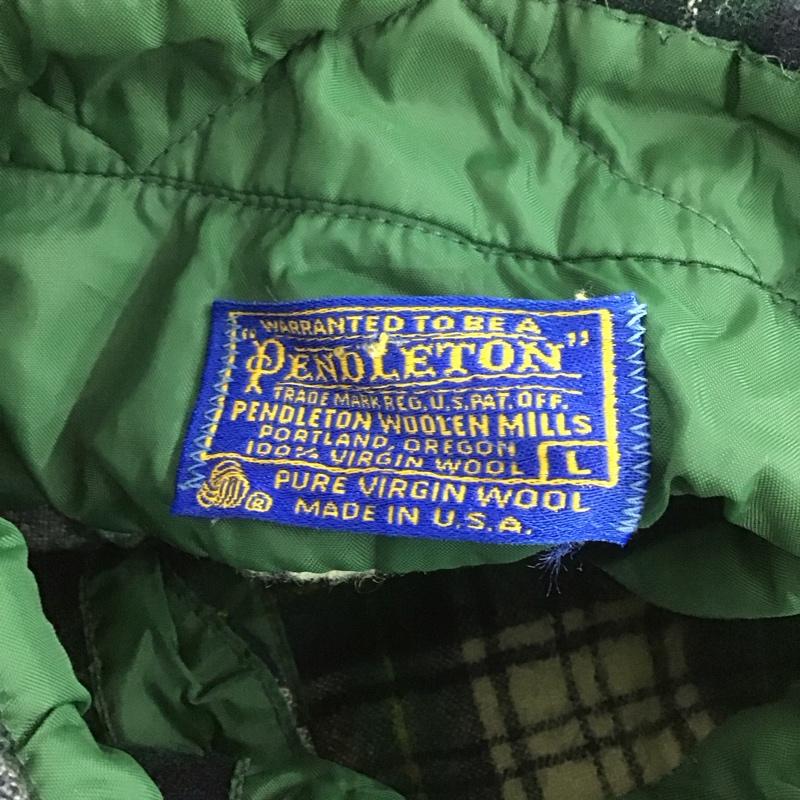 WARRANTED TO BE A
"PENDLETON"
TRADE MARK REG. U.S. PAT. OFF.
PENDLETON WOOLEN MILLS
PORTLAND, OREGON
100% VIRGIN WOOL L
PURE VIRGIN WOOL
®
MADE IN U.S.A.